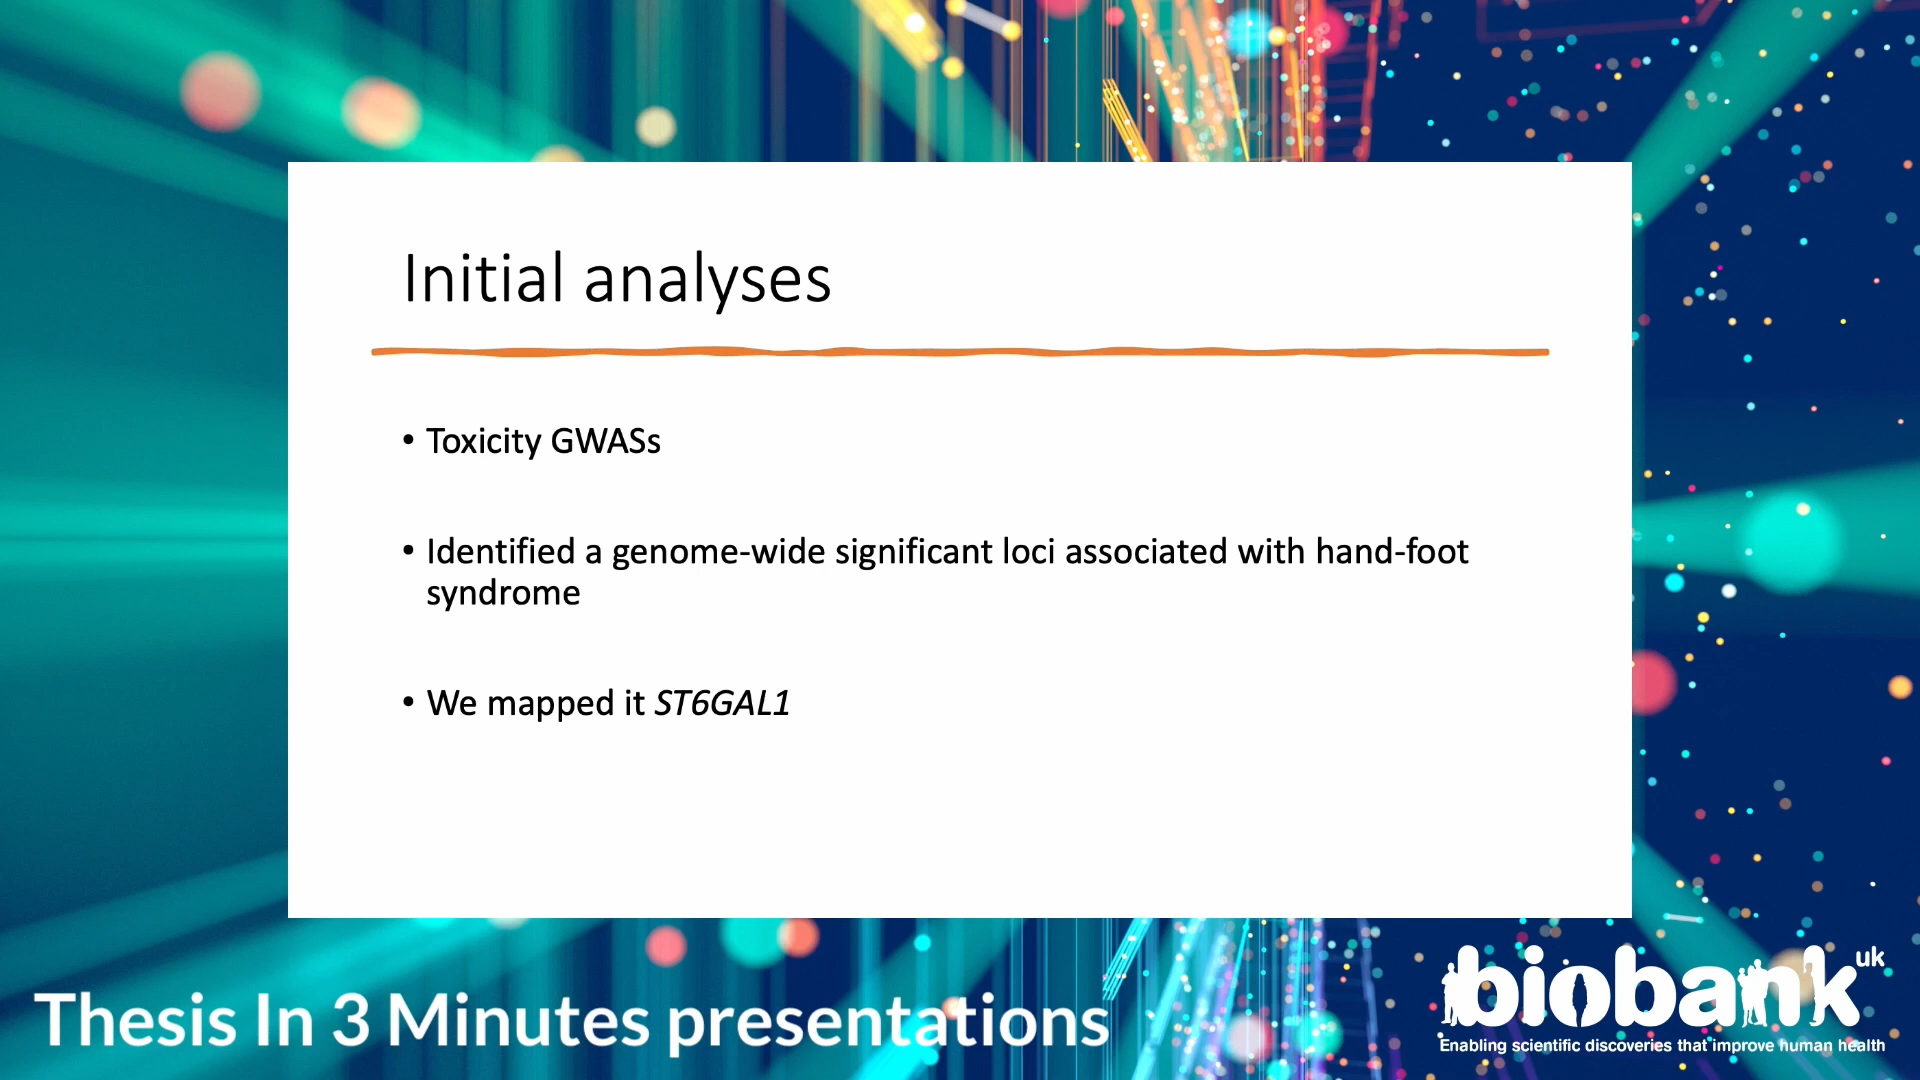 Initial analyses
• Toxicity GWASs
• Identified a genome-wide significant loci associated with hand-foot
syndrome
• We mapped it ST6GAL1
Thesis In 3 Minutes presentations
biobank uk
Enabling scientific discoveries that improve human health